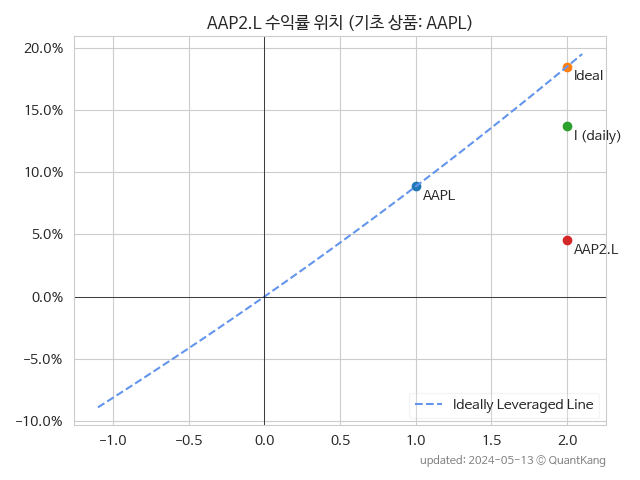 AAP2.L 수익률 위치 (기초 상품: AAPL)
20.0%
15.0%
10.0%
5.0%
0.0%
−5.0%
−10.0%
Ideal
I (daily)
AAPL
AAP2.L
Ideally Leveraged Line
−1.0 −0.5 0.0 0.5 1.0 1.5 2.0
updated: 2024-05-13 © QuantKang